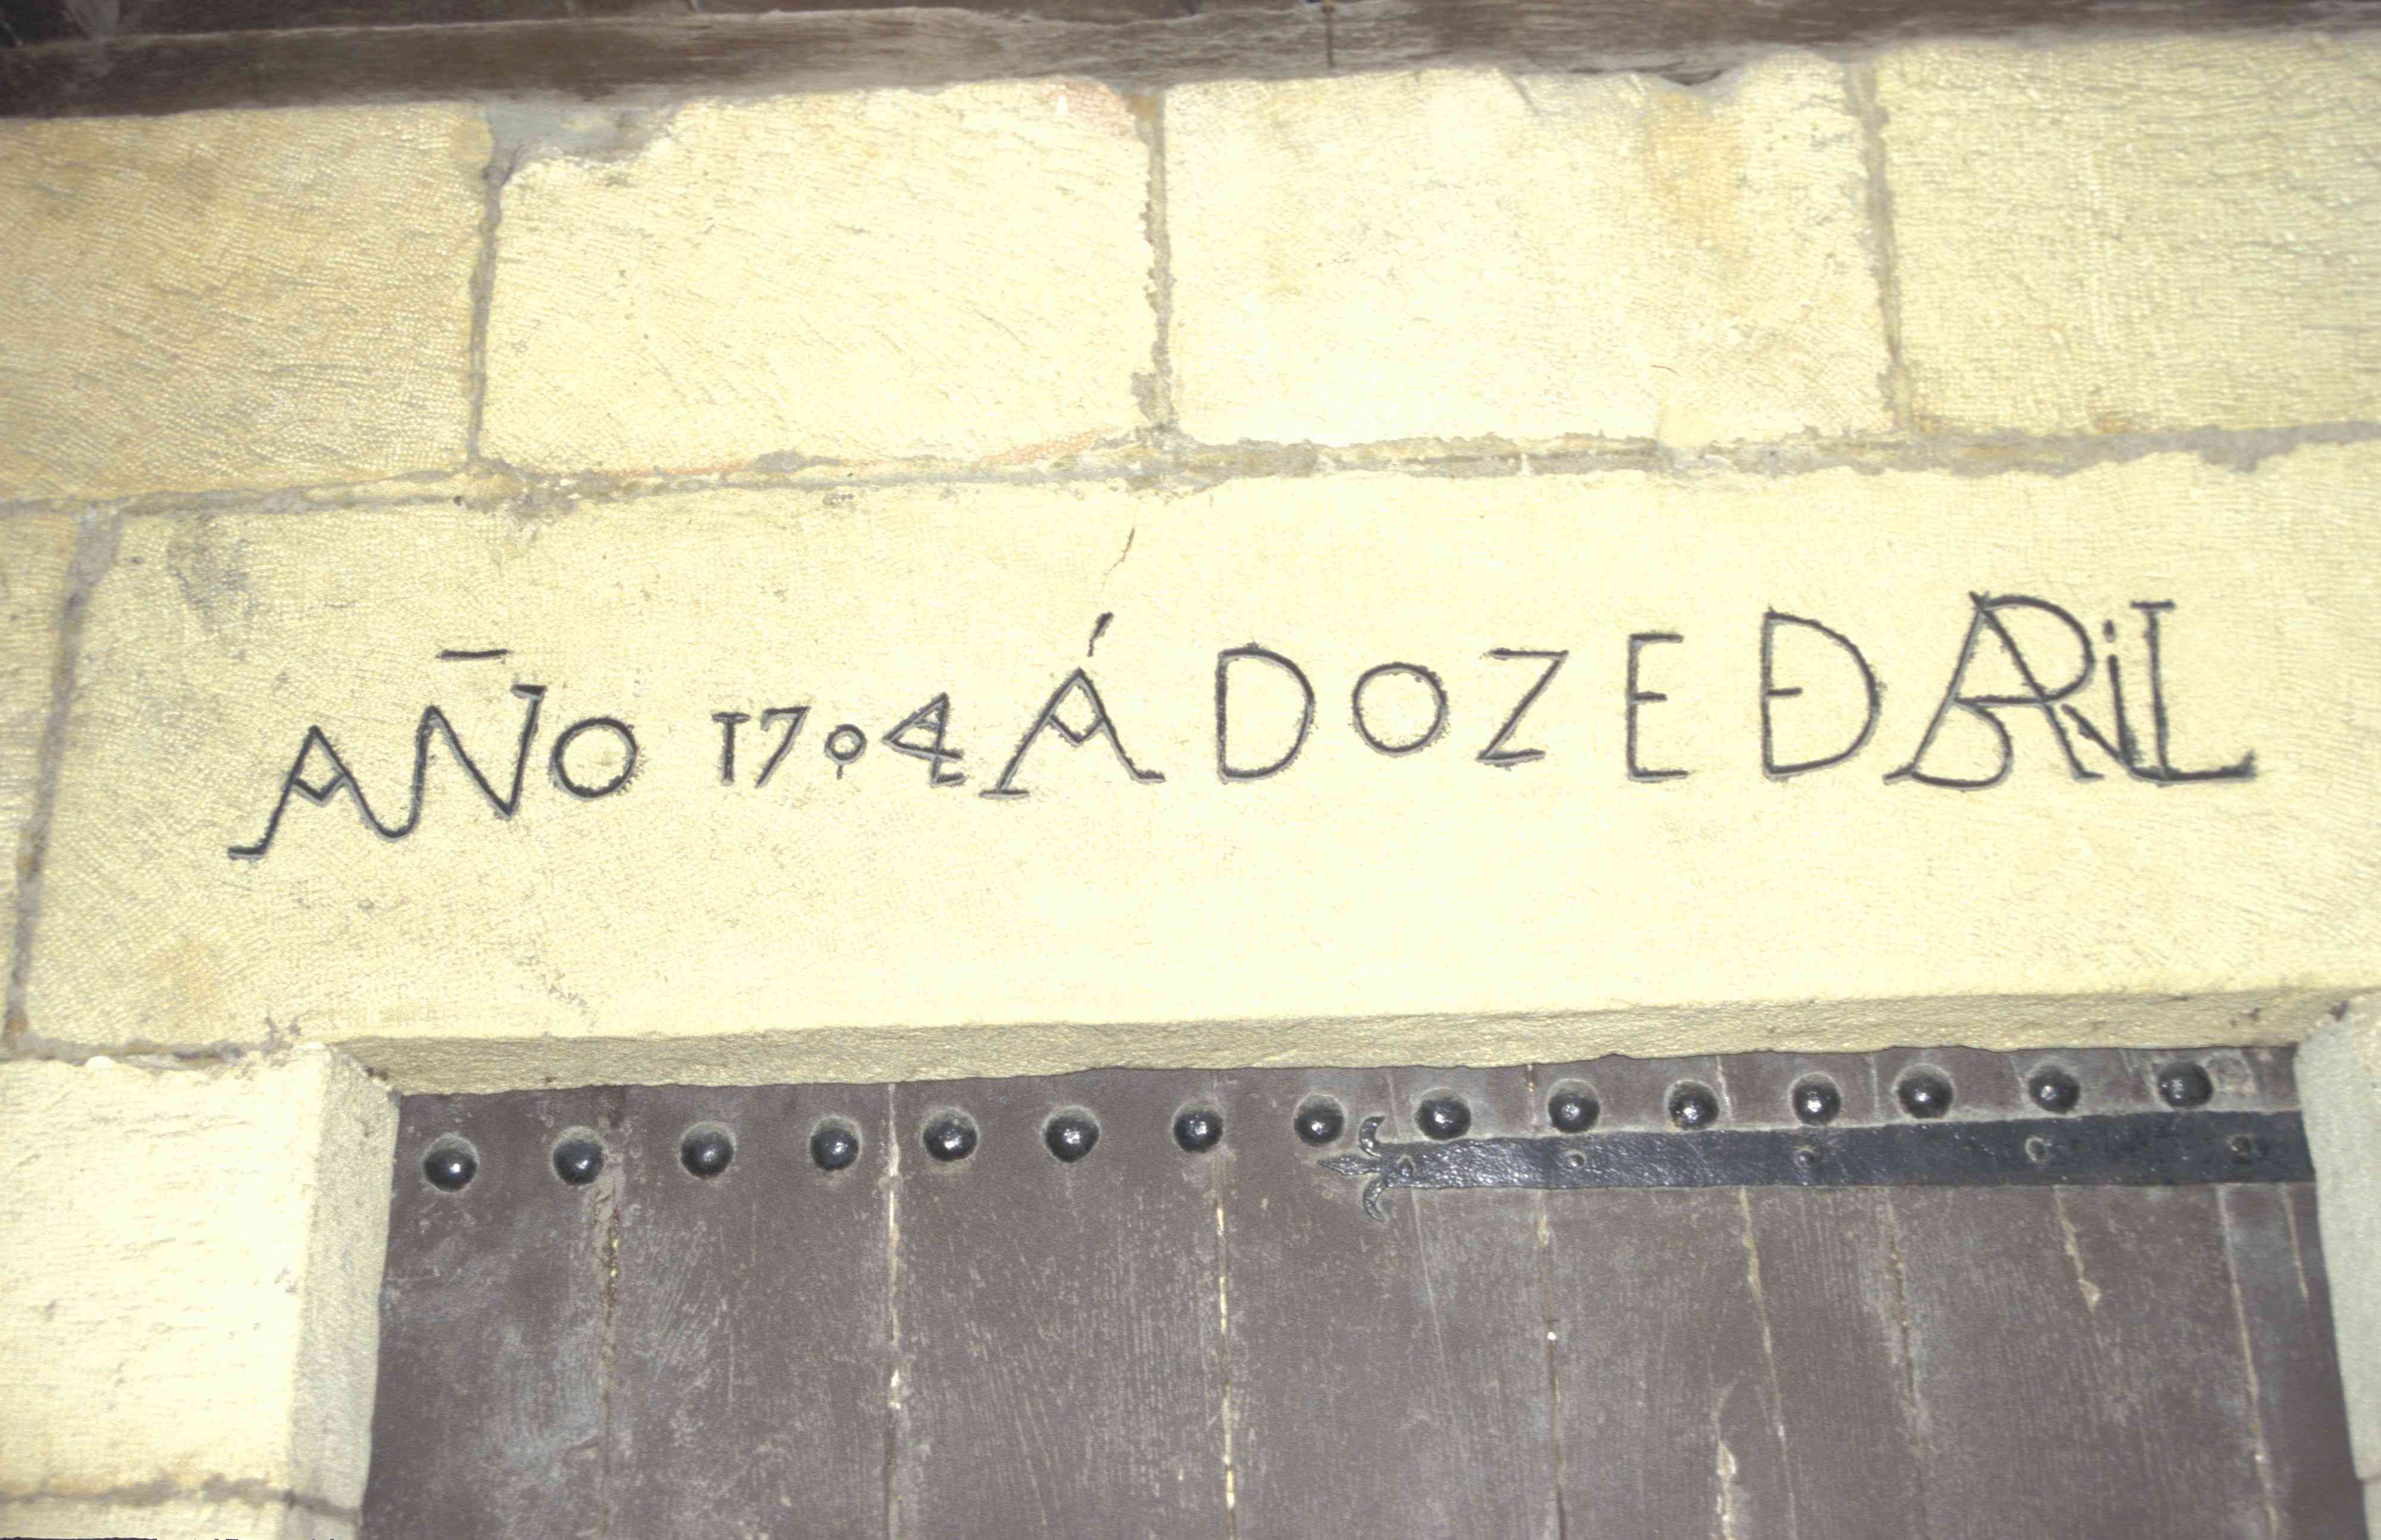 AÑO 1704 Á DOZE DE ABRIL